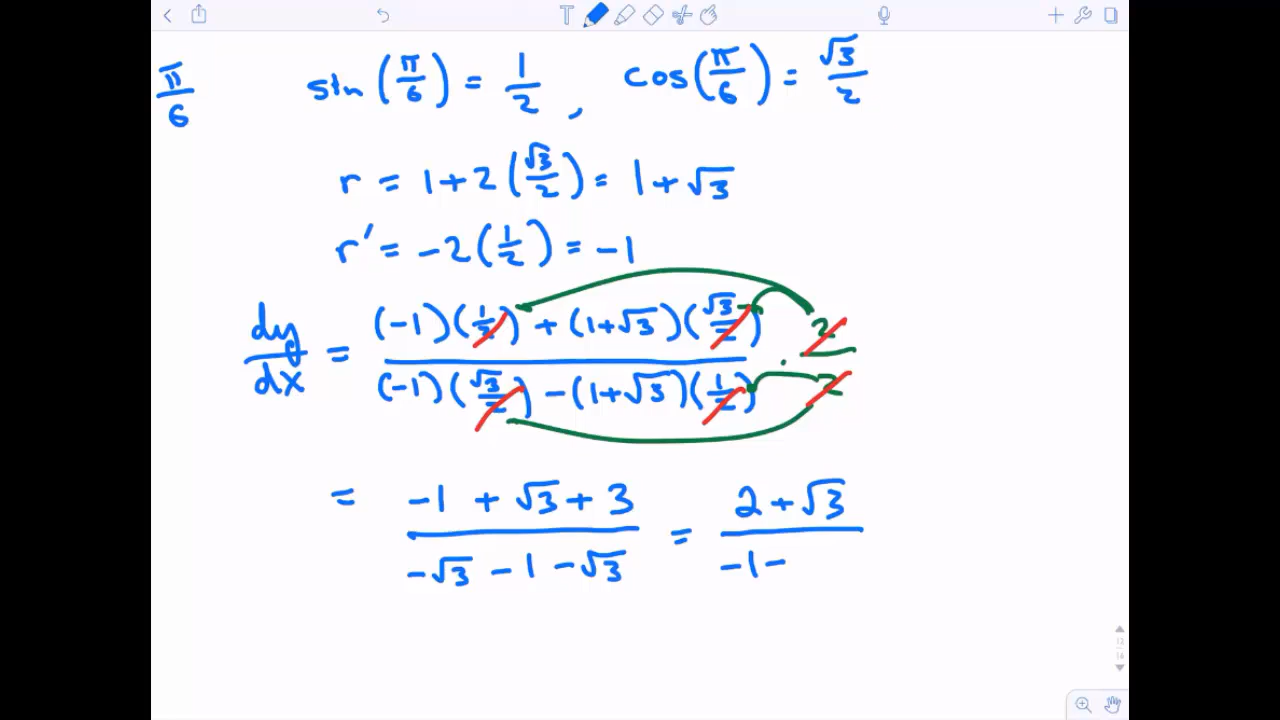 π/6 sin(π/6) = 1/2, cos(π/6) = √3/2
r = 1 + 2(√3/2) = 1 + √3
r' = -2(1/2) = -1
dy/dx = ((-1)(1/2) + (1+√3)(√3/2)) / ((-1)(√3/2) - (1+√3)(1/2)) · 2/2
= (-1 + √3 + 3) / (-√3 - 1 - √3) = (2 + √3) / (-1 -